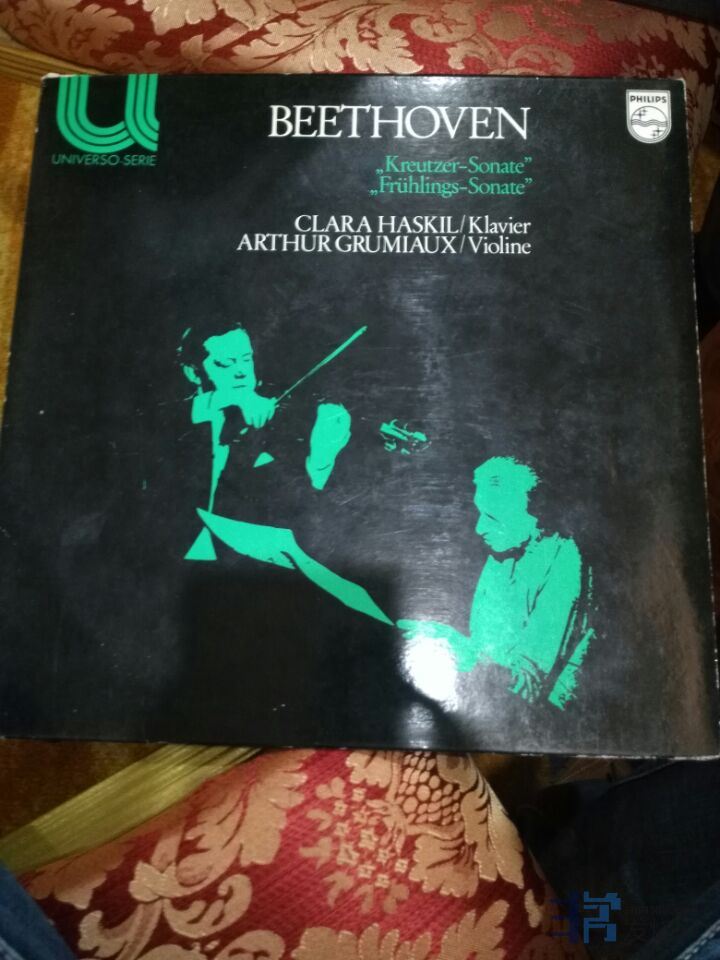 UNIVERSO-SERIE
BEETHOVEN
PHILIPS
„Kreutzer-Sonate”
„Frühlings-Sonate”
CLARA HASKIL/Klavier
ARTHUR GRUMIAUX/Violine